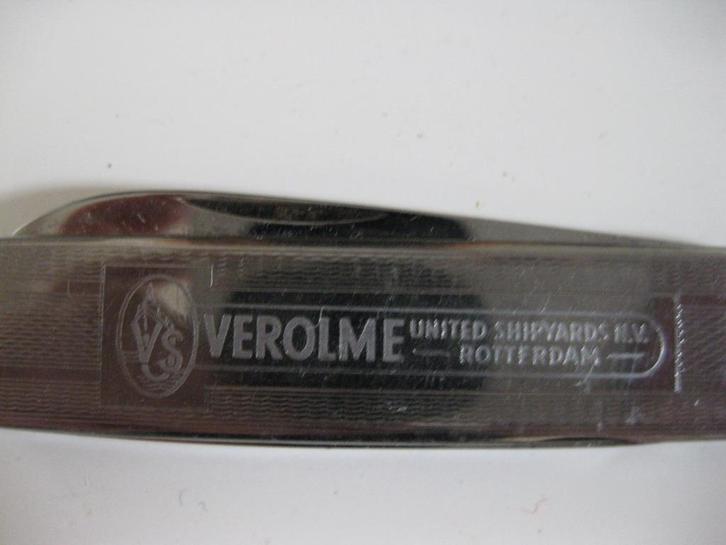 VS
VEROLME
UNITED SHIPYARDS N.V.
ROTTERDAM